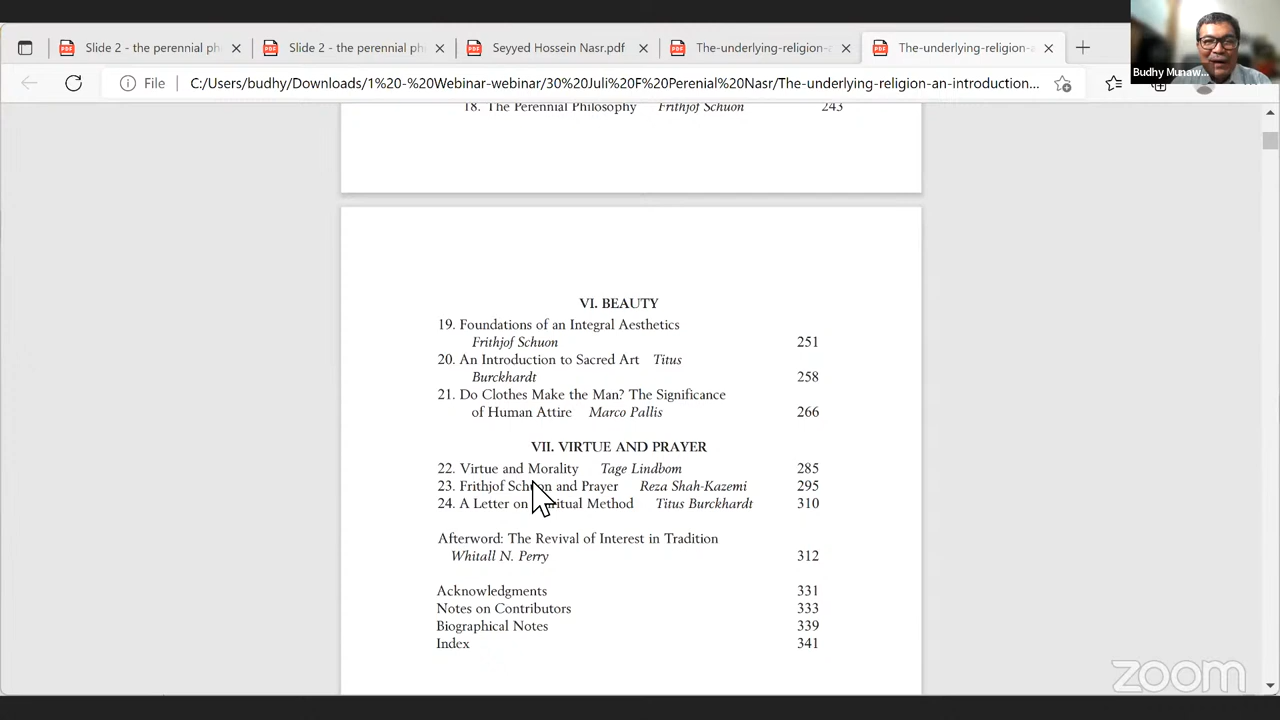 Slide 2 - the perennial ph
Slide 2 - the perennial ph
Seyyed Hossein Nasr.pdf
The-underlying-religion-
The-underlying-religion-
File
C:/Users/budhy/Downloads/1%20-%20Webinar-webinar/30%20Juli%20F%20Perenial%20Nasr/The-underlying-religion-an-introduction...
Budhy Munaw...
18. The Perennial Philosophy Frithjof Schuon 243
VI. BEAUTY
19. Foundations of an Integral Aesthetics
Frithjof Schuon 251
20. An Introduction to Sacred Art Titus
Burckhardt 258
21. Do Clothes Make the Man? The Significance
of Human Attire Marco Pallis 266
VII. VIRTUE AND PRAYER
22. Virtue and Morality Tage Lindbom 285
23. Frithjof Schuon and Prayer Reza Shah-Kazemi 295
24. A Letter on Spiritual Method Titus Burckhardt 310
Afterword: The Revival of Interest in Tradition
Whitall N. Perry 312
Acknowledgments 331
Notes on Contributors 333
Biographical Notes 339
Index 341
zoom